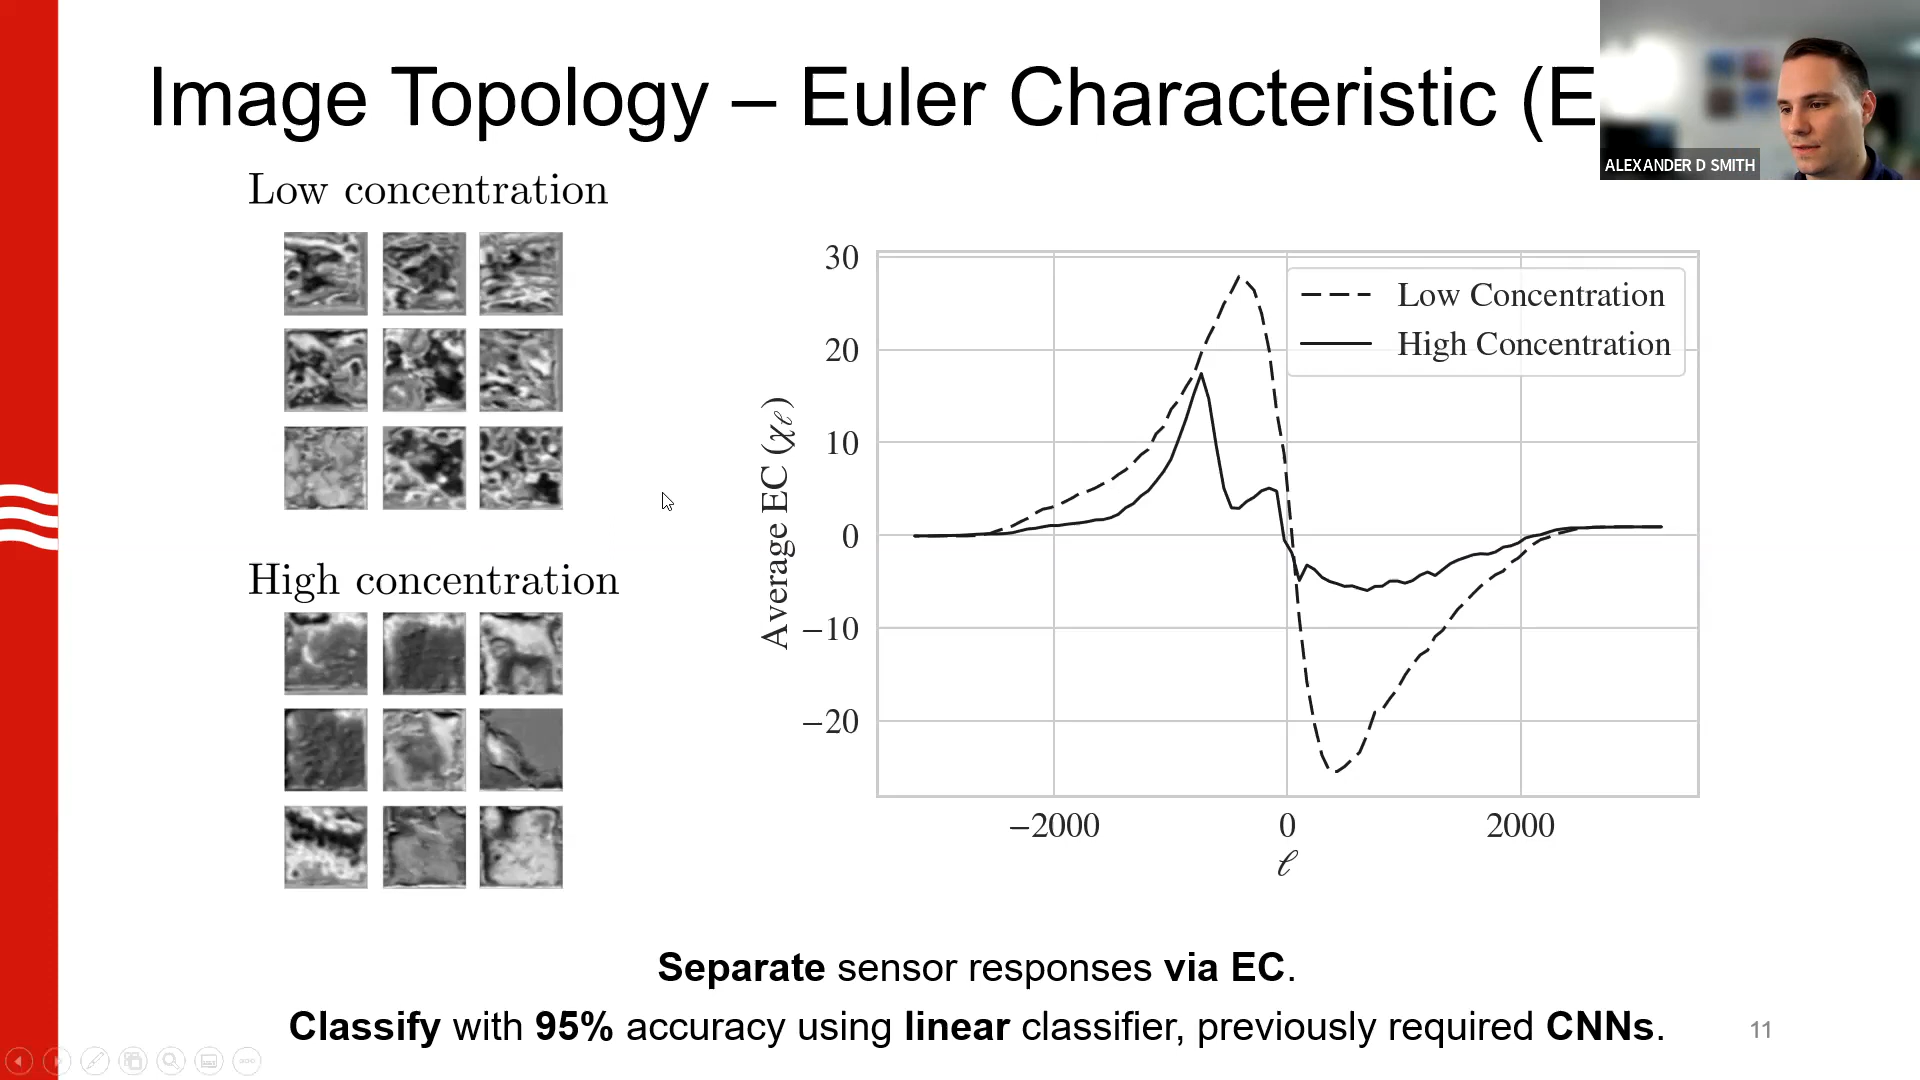 Image Topology – Euler Characteristic (E
ALEXANDER D SMITH
Low concentration
High concentration
30
20
10
0
−10
−20
Average EC (χℓ)
Low Concentration
High Concentration
−2000
0
2000
ℓ
Separate sensor responses via EC.
Classify with 95% accuracy using linear classifier, previously required CNNs.
11